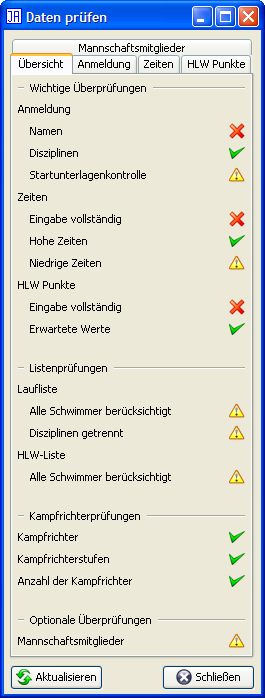 Daten prüfen
Mannschaftsmitglieder
Übersicht Anmeldung Zeiten HLW Punkte
Wichtige Überprüfungen
Anmeldung
Namen
Disziplinen
Startunterlagenkontrolle
Zeiten
Eingabe vollständig
Hohe Zeiten
Niedrige Zeiten
HLW Punkte
Eingabe vollständig
Erwartete Werte
Listenprüfungen
Laufliste
Alle Schwimmer berücksichtigt
Disziplinen getrennt
HLW-Liste
Alle Schwimmer berücksichtigt
Kampfrichterprüfungen
Kampfrichter
Kampfrichterstufen
Anzahl der Kampfrichter
Optionale Überprüfungen
Mannschaftsmitglieder
Aktualisieren Schließen